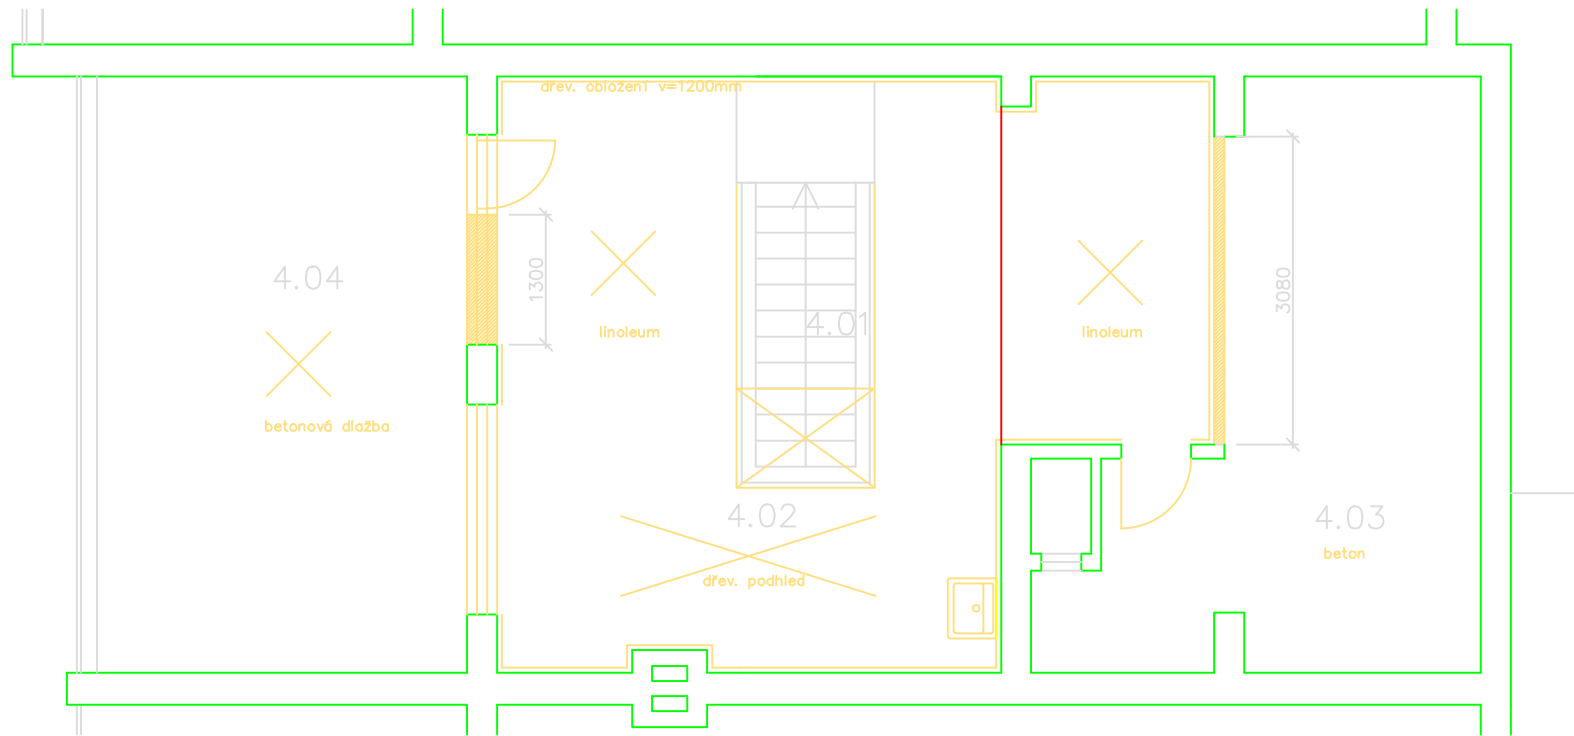 dřev. obložení v=1200mm
4.04
1300
3080
4.01
linoleum
linoleum
betonová dlažba
4.02
4.03
beton
dřev. podhled